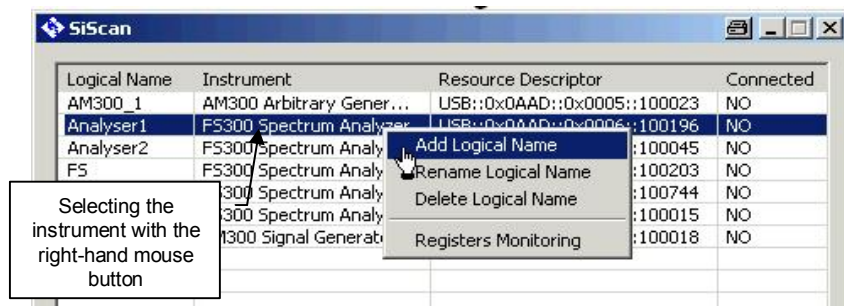 SiScan
Logical Name Instrument Resource Descriptor Connected
AM300_1 AM300 Arbitrary Gener... USB::0x0AAD::0x0005::100023 NO
Analyser1 FS300 Spectrum Analyzer USB::0x0AAD::0x0006::100196 NO
Analyser2 FS300 Spectrum Analy :100045 NO
FS FS300 Spectrum Analy :100203 NO
300 Spectrum Analy :100744 NO
300 Spectrum Analy :100015 NO
300 Signal Generat :100018 NO
Add Logical Name
Rename Logical Name
Delete Logical Name
Registers Monitoring
Selecting the
instrument with the
right-hand mouse
button